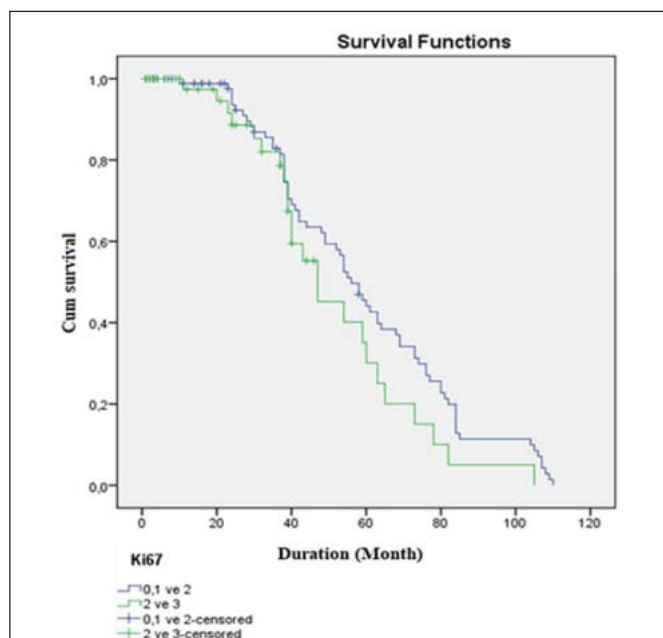 Survival Functions
Cum survival
1,0
0,8
0,6
0,4
0,2
0,0
0 20 40 60 80 100 120
Duration (Month)
Ki67
0,1 ve 2
2 ve 3
0,1 ve 2-censored
2 ve 3-censored